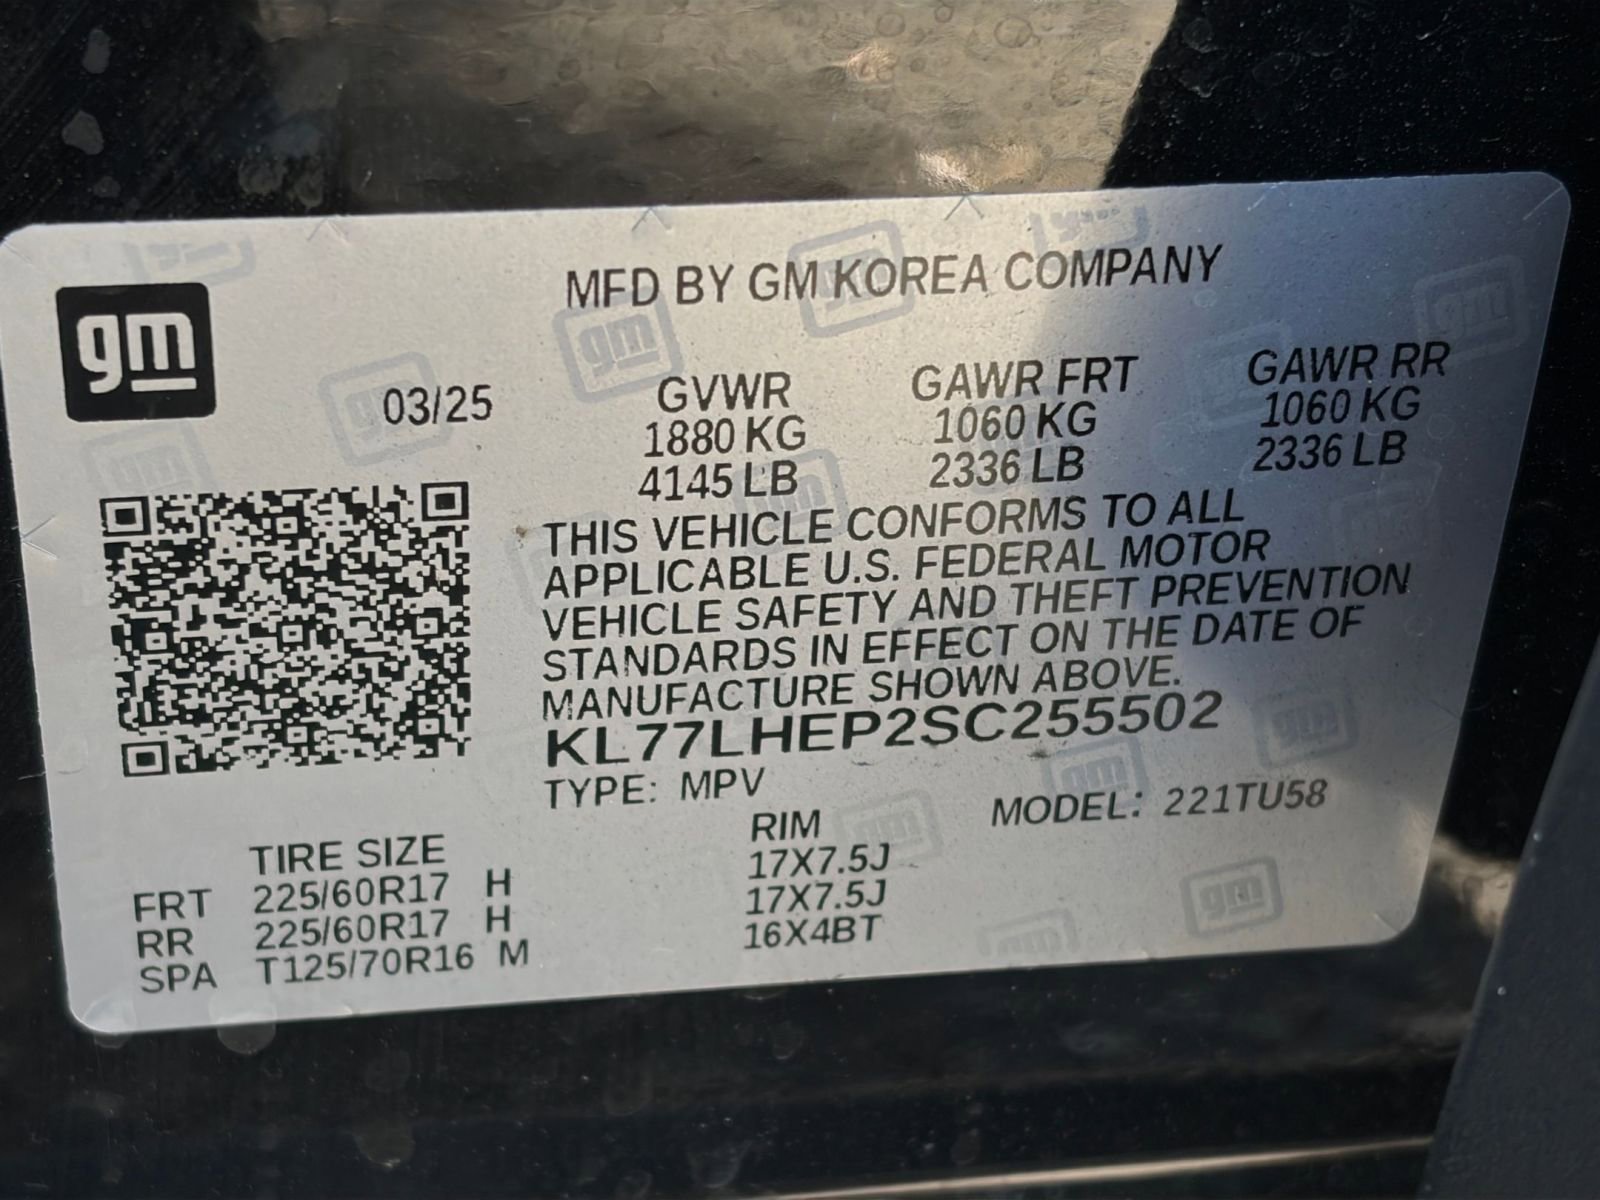 gm
MFD BY GM KOREA COMPANY
03/25
GVWR GAWR FRT GAWR RR
1880 KG 1060 KG 1060 KG
4145 LB 2336 LB 2336 LB
THIS VEHICLE CONFORMS TO ALL
APPLICABLE U.S. FEDERAL MOTOR
VEHICLE SAFETY AND THEFT PREVENTION
STANDARDS IN EFFECT ON THE DATE OF
MANUFACTURE SHOWN ABOVE.
KL77LHEP2SC255502
TYPE: MPV MODEL: 221TU58
TIRE SIZE RIM
FRT 225/60R17 H 17X7.5J
RR 225/60R17 H 17X7.5J
SPA T125/70R16 M 16X4BT